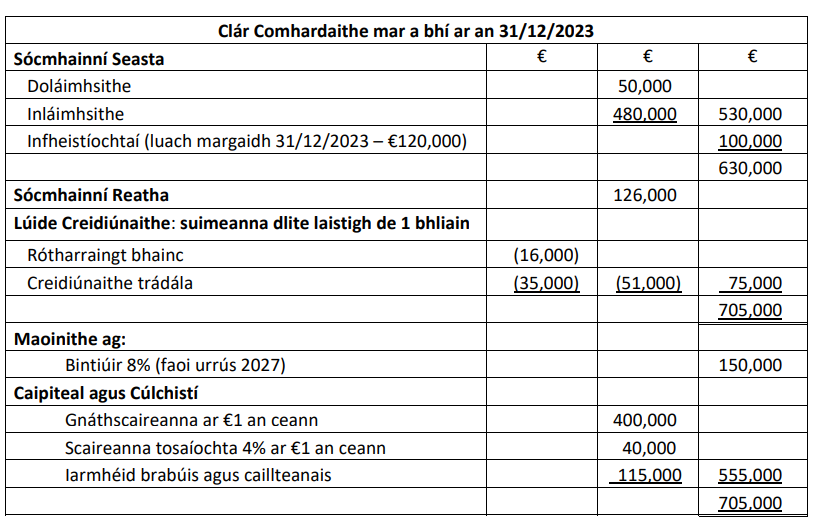 Clár Comhardaithe mar a bhí ar an 31/12/2023
Sócmhainní Seasta € € €
Doláimhsithe 50,000
Inláimhsithe 480,000 530,000
Infheistíochtaí (luach margaidh 31/12/2023 – €120,000) 100,000
630,000
Sócmhainní Reatha 126,000
Lúide Creidiúnaithe: suimeanna dlite laistigh de 1 bhliain
Rótharraingt bhainc (16,000)
Creidiúnaithe trádála (35,000) (51,000) 75,000
705,000
Maoinithe ag:
Bintiúir 8% (faoi urrús 2027) 150,000
Caipiteal agus Cúlchistí
Gnáthscaireanna ar €1 an ceann 400,000
Scaireanna tosaíochta 4% ar €1 an ceann 40,000
Iarmhéid brabúis agus caillteanais 115,000 555,000
705,000